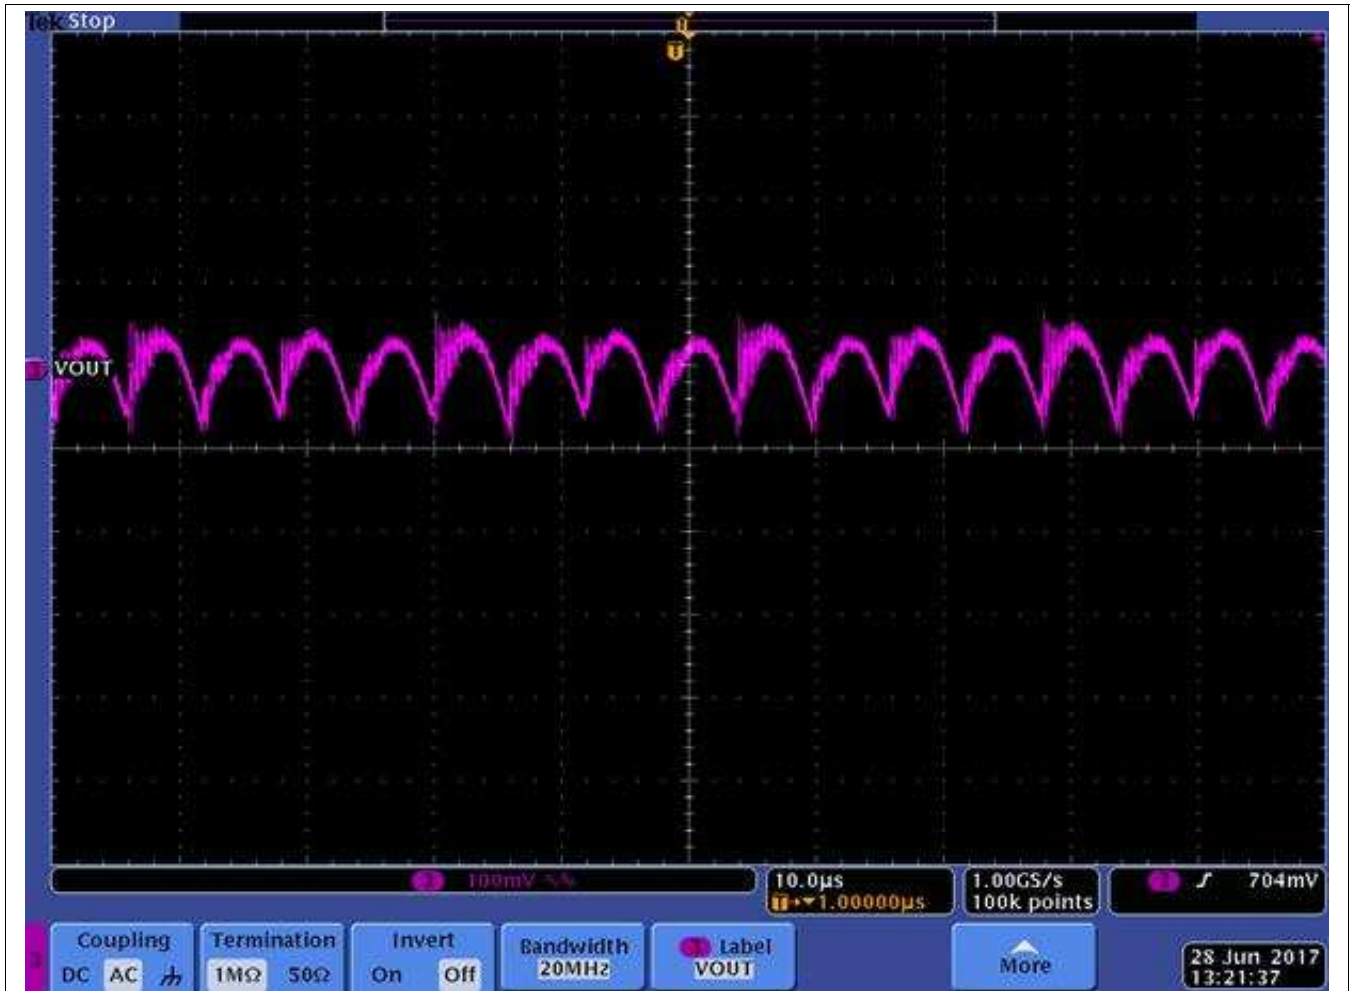 Tek Stop
T
VOUT
3 100mV
10.0µs
T→▼1.00000µs
1.00GS/s
100k points
704mV
Coupling
DC AC
Termination
1MΩ 50Ω
Invert
On Off
Bandwidth
20MHz
Label
VOUT
More
28 Jun 2017
13:21:37